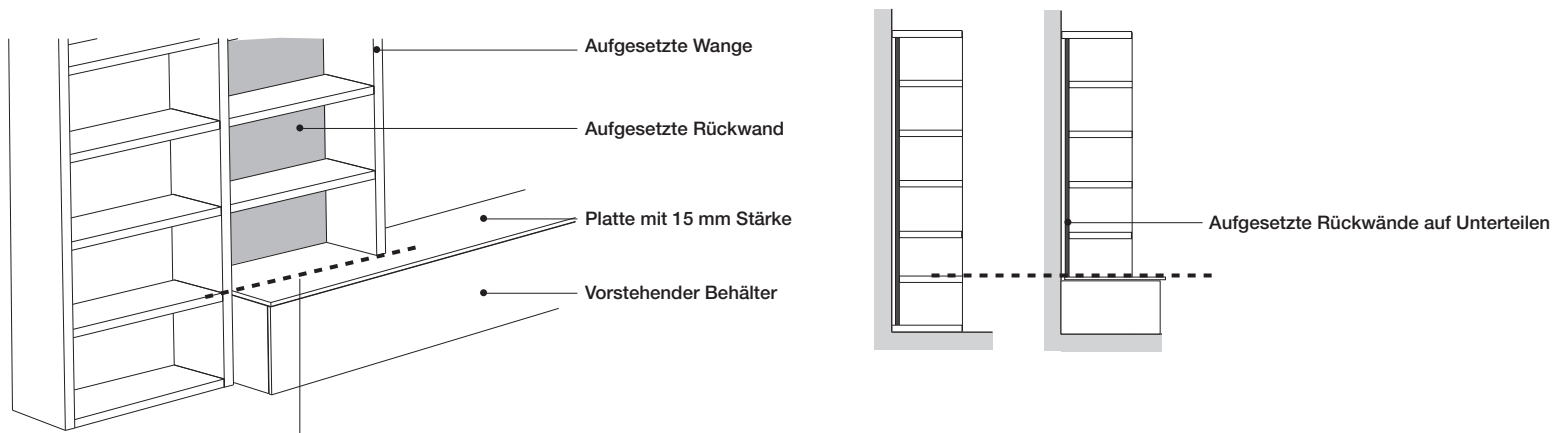 Aufgesetzte Wange
Aufgesetzte Rückwand
Platte mit 15 mm Stärke
Vorstehender Behälter
Aufgesetzte Rückwände auf Unterteilen